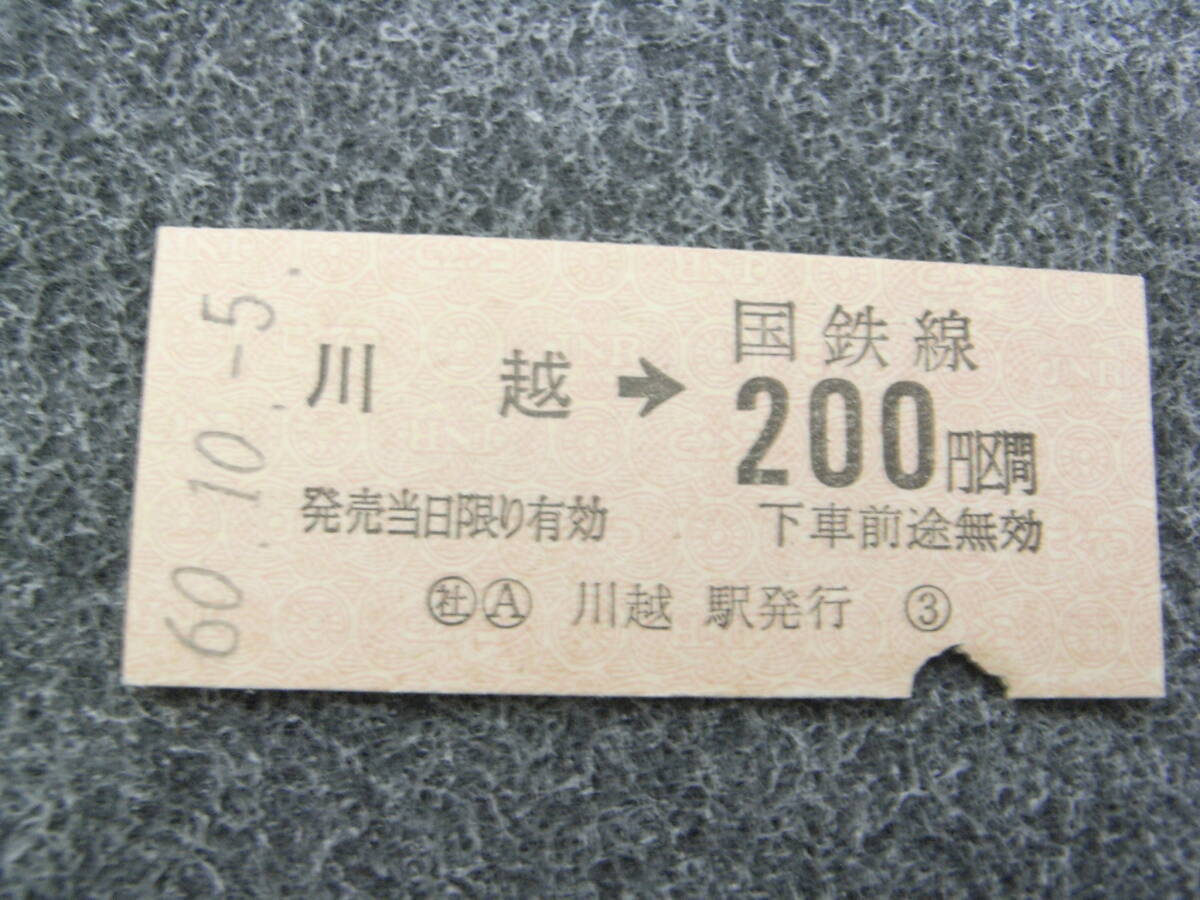 60.10.-5.
川越➔国鉄線
200円区間
発売当日限り有効 下車前途無効
㊓Ⓐ 川越 駅発行 ③